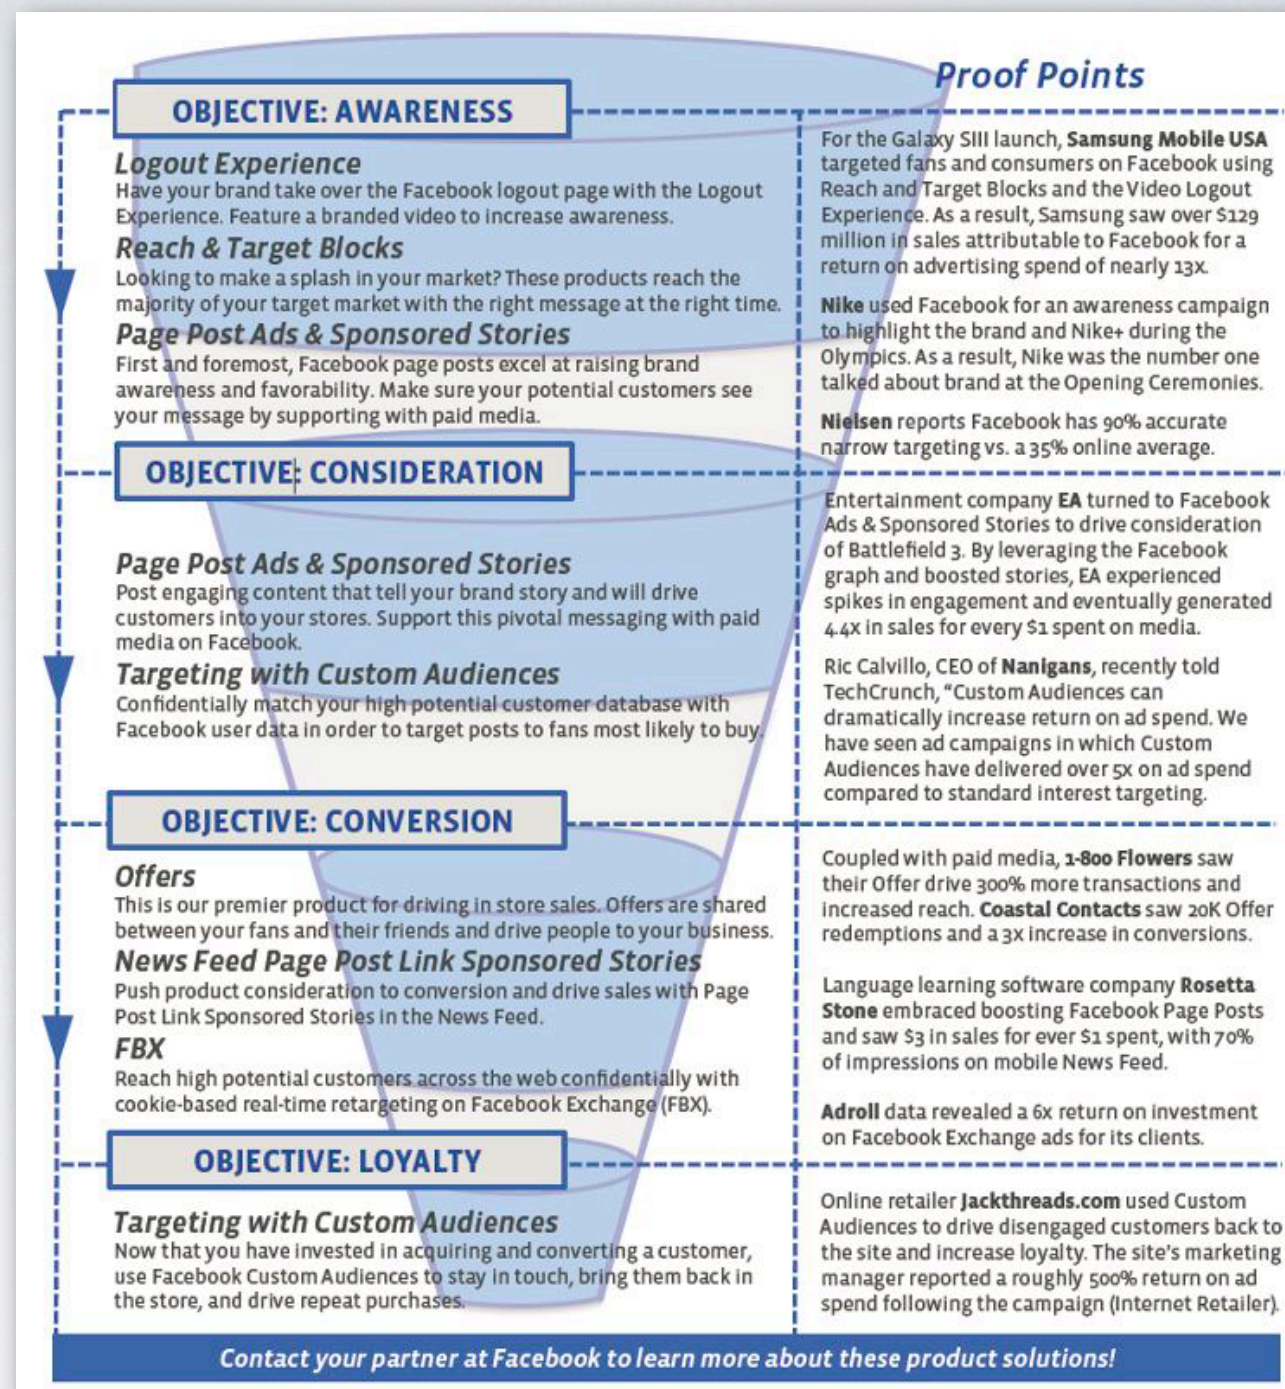 Proof Points
OBJECTIVE: AWARENESS
Logout Experience
Have your brand take over the Facebook logout page with the Logout
Experience. Feature a branded video to increase awareness.
Reach & Target Blocks
Looking to make a splash in your market? These products reach the
majority of your target market with the right message at the right time.
Page Post Ads & Sponsored Stories
First and foremost, Facebook page posts excel at raising brand
awareness and favorability. Make sure your potential customers see
your message by supporting with paid media.
For the Galaxy SIII launch, Samsung Mobile USA
targeted fans and consumers on Facebook using
Reach and Target Blocks and the Video Logout
Experience. As a result, Samsung saw over $129
million in sales attributable to Facebook for a
return on advertising spend of nearly 13x.
Nike used Facebook for an awareness campaign
to highlight the brand and Nike+ during the
Olympics. As a result, Nike was the number one
talked about brand at the Opening Ceremonies.
Nielsen reports Facebook has 90% accurate
narrow targeting vs. a 35% online average.
OBJECTIVE: CONSIDERATION
Page Post Ads & Sponsored Stories
Post engaging content that tell your brand story and will drive
customers into your stores. Support this pivotal messaging with paid
media on Facebook.
Targeting with Custom Audiences
Confidentially match your high potential customer database with
Facebook user data in order to target posts to fans most likely to buy.
Entertainment company EA turned to Facebook
Ads & Sponsored Stories to drive consideration
of Battlefield 3. By leveraging the Facebook
graph and boosted stories, EA experienced
spikes in engagement and eventually generated
4.4x in sales for every $1 spent on media.
Ric Calvillo, CEO of Nanigans, recently told
TechCrunch, “Custom Audiences can
dramatically increase return on ad spend. We
have seen ad campaigns in which Custom
Audiences have delivered over 5x on ad spend
compared to standard interest targeting.
OBJECTIVE: CONVERSION
Offers
This is our premier product for driving in store sales. Offers are shared
between your fans and their friends and drive people to your business.
News Feed Page Post Link Sponsored Stories
Push product consideration to conversion and drive sales with Page
Post Link Sponsored Stories in the News Feed.
FBX
Reach high potential customers across the web confidentially with
cookie-based real-time retargeting on Facebook Exchange (FBX).
Coupled with paid media, 1-800 Flowers saw
their Offer drive 300% more transactions and
increased reach. Coastal Contacts saw 20K Offer
redemptions and a 3x increase in conversions.
Language learning software company Rosetta
Stone embraced boosting Facebook Page Posts
and saw $3 in sales for ever $1 spent, with 70%
of impressions on mobile News Feed.
Adroll data revealed a 6x return on investment
on Facebook Exchange ads for its clients.
OBJECTIVE: LOYALTY
Targeting with Custom Audiences
Now that you have invested in acquiring and converting a customer,
use Facebook Custom Audiences to stay in touch, bring them back in
the store, and drive repeat purchases.
Online retailer Jackthreads.com used Custom
Audiences to drive disengaged customers back to
the site and increase loyalty. The site's marketing
manager reported a roughly 500% return on ad
spend following the campaign (Internet Retailer).
Contact your partner at Facebook to learn more about these product solutions!